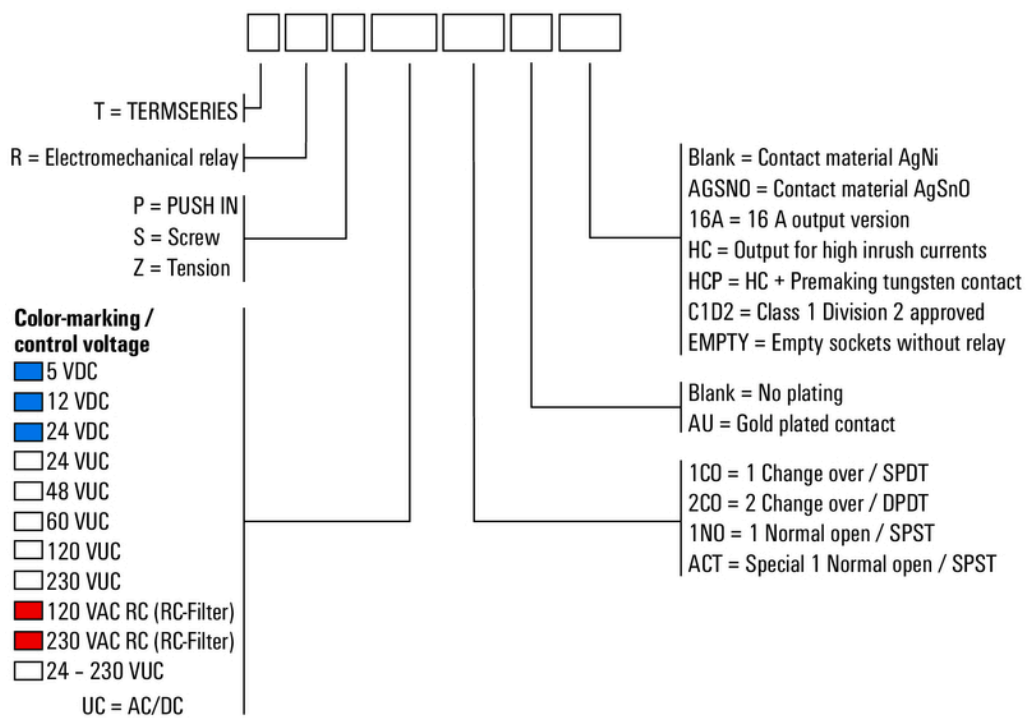 T = TERMSERIES
R = Electromechanical relay
P = PUSH IN
S = Screw
Z = Tension
Color-marking /
control voltage
5 VDC
12 VDC
24 VDC
24 VUC
48 VUC
60 VUC
120 VUC
230 VUC
120 VAC RC (RC-Filter)
230 VAC RC (RC-Filter)
24 – 230 VUC
UC = AC/DC
Blank = Contact material AgNi
AGSNO = Contact material AgSnO
16A = 16 A output version
HC = Output for high inrush currents
HCP = HC + Premaking tungsten contact
C1D2 = Class 1 Division 2 approved
EMPTY = Empty sockets without relay
Blank = No plating
AU = Gold plated contact
1CO = 1 Change over / SPDT
2CO = 2 Change over / DPDT
1NO = 1 Normal open / SPST
ACT = Special 1 Normal open / SPST